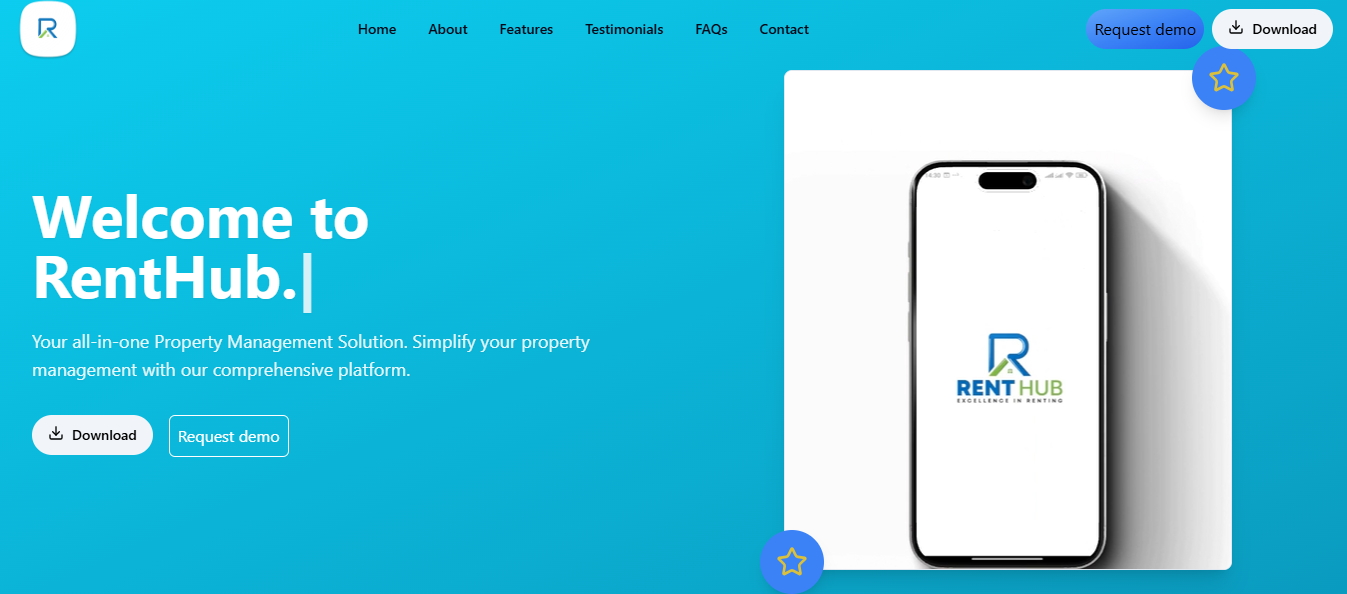 Home About Features Testimonials FAQs Contact Request demo Download
Welcome to
RentHub.|
Your all-in-one Property Management Solution. Simplify your property
management with our comprehensive platform.
Download Request demo
RENT HUB
EXCELLENCE IN RENTING